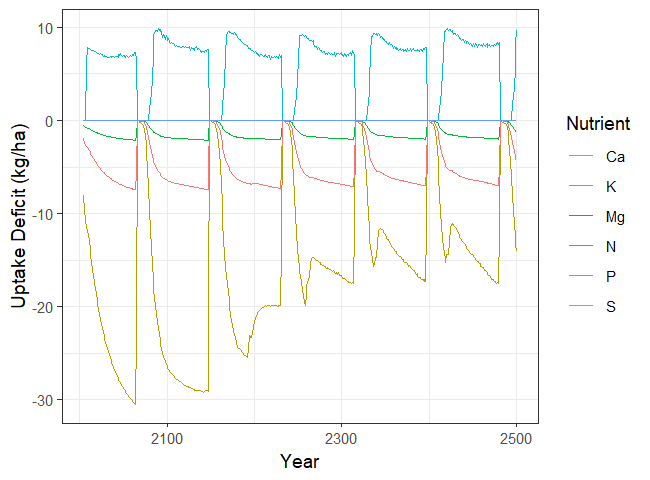 10
0
-10
-20
-30
Uptake Deficit (kg/ha)
2100
2300
2500
Year
Nutrient
Ca
K
Mg
N
P
S